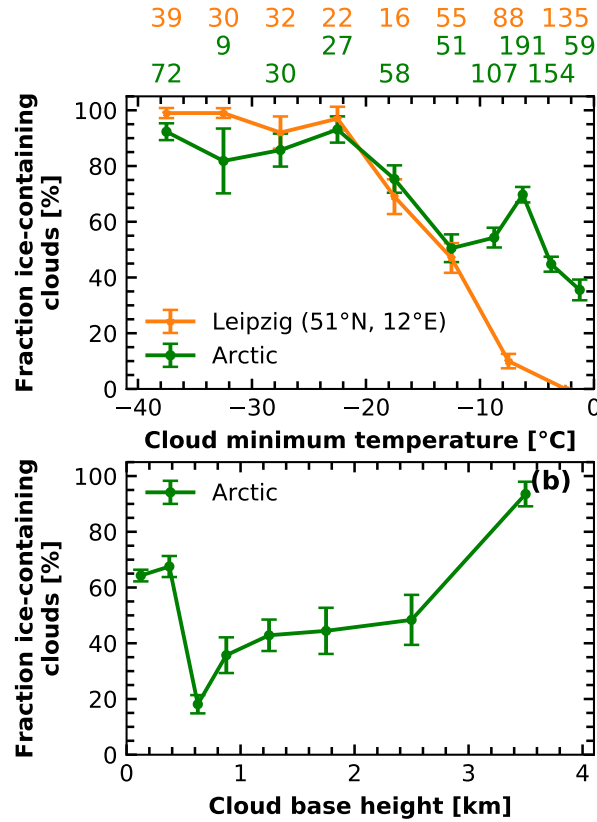 39 30 32 22 16 55 88 135
9 27 51 191 59
72 30 58 107 154
100
80
60
40
20
0
Fraction ice-containing
clouds [%]
Leipzig (51°N, 12°E)
Arctic
−40 −30 −20 −10 0
Cloud minimum temperature [°C]
(b)
100
80
60
40
20
0
Fraction ice-containing
clouds [%]
Arctic
0 1 2 3 4
Cloud base height [km]